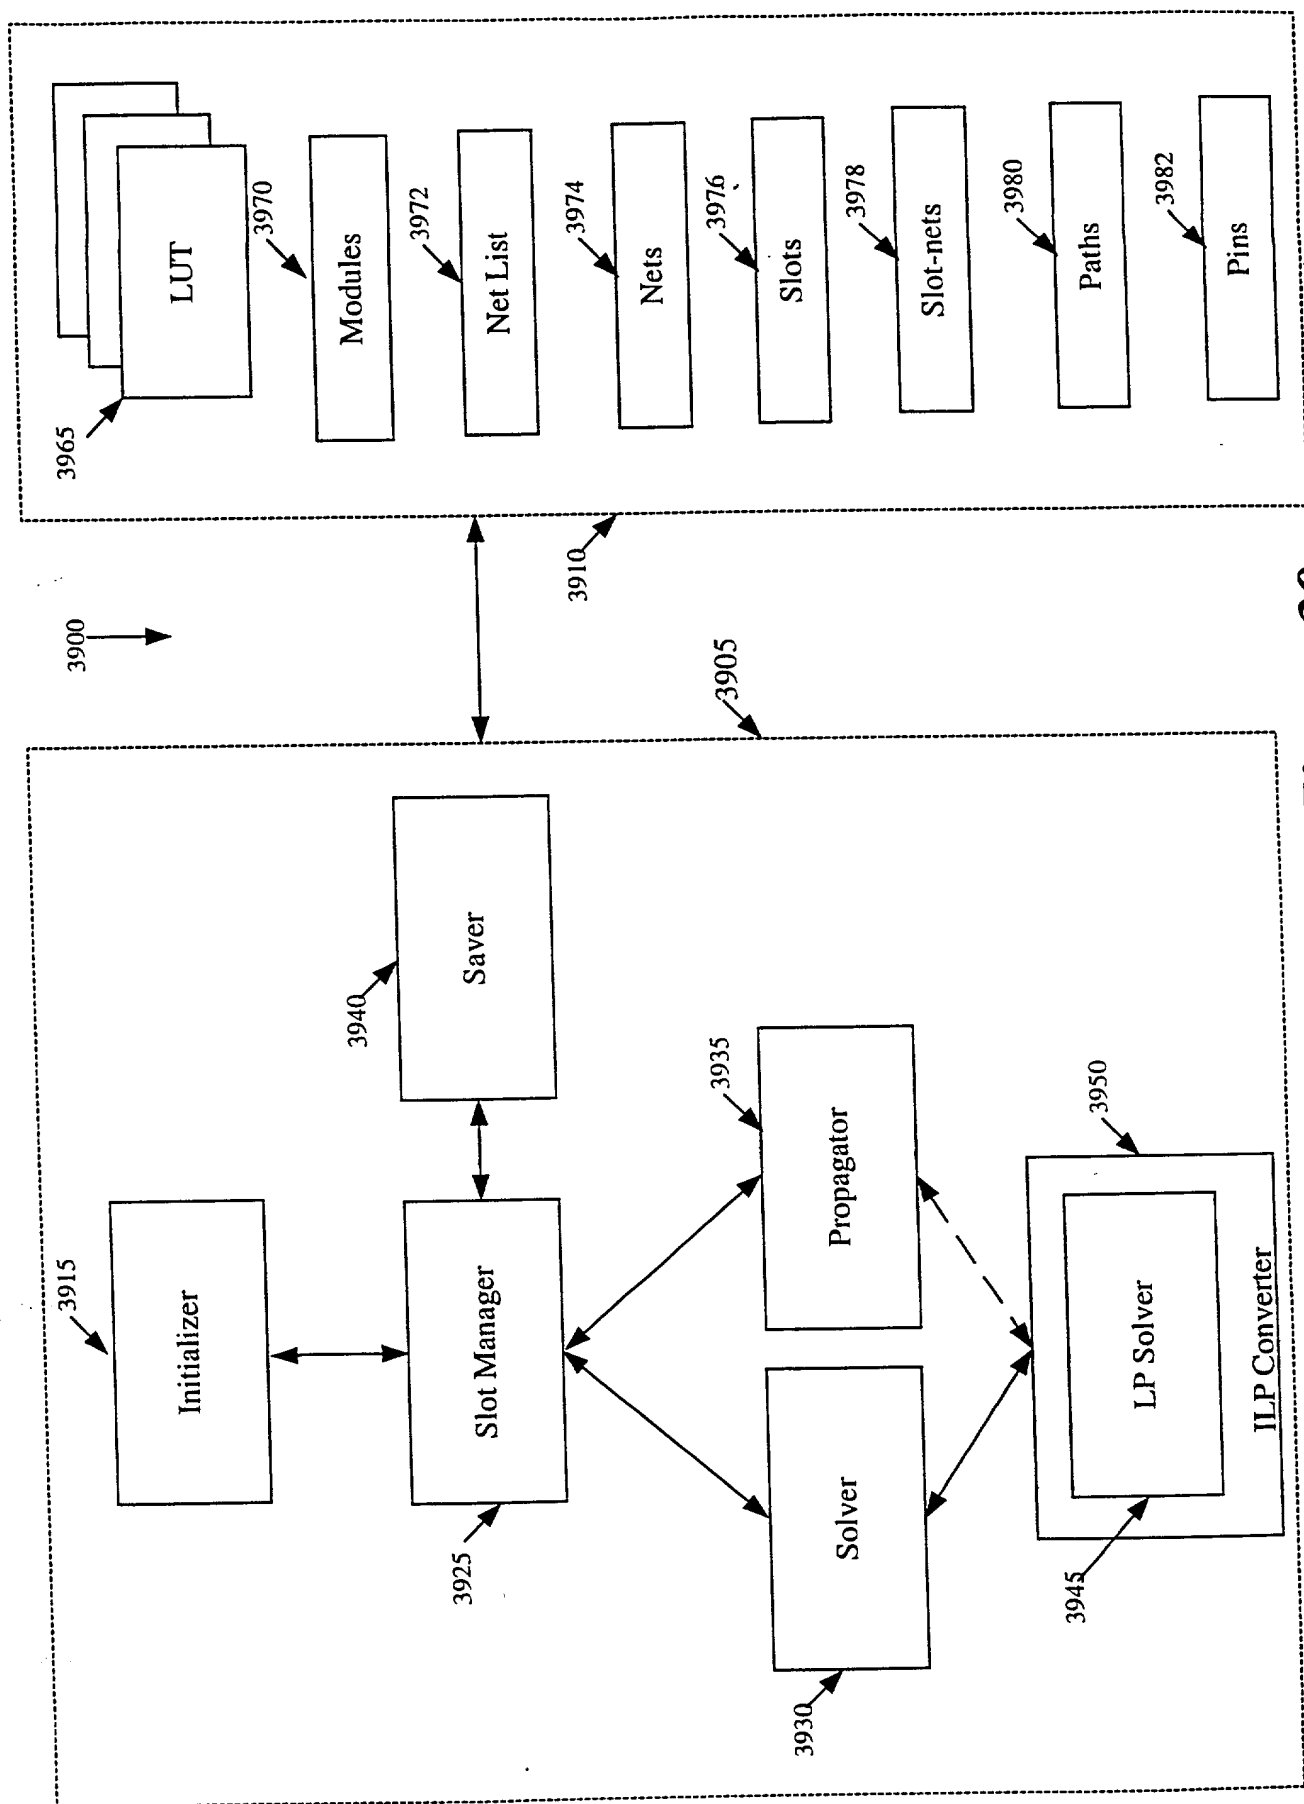 3900
3905
3915
Initializer
3925
Slot Manager
3940
Saver
3930
Solver
3935
Propagator
3945
LP Solver
3950
ILP Converter
3910
3965
LUT
3970
Modules
3972
Net List
3974
Nets
3976
Slots
3978
Slot-nets
3980
Paths
3982
Pins